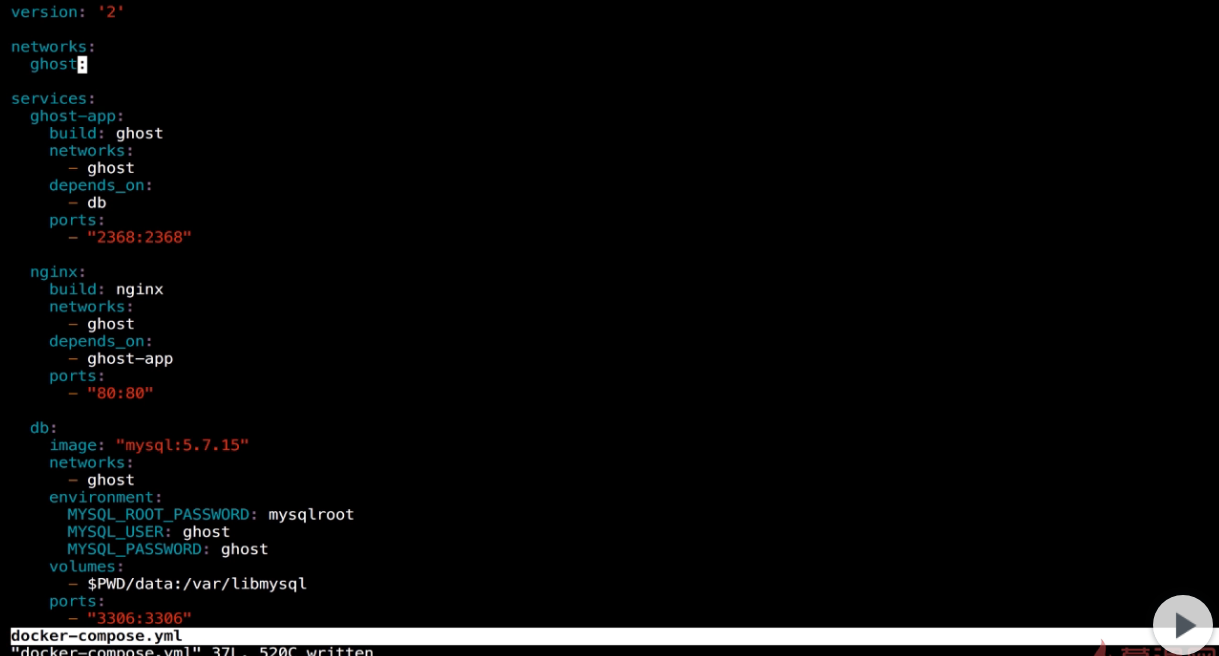 version: '2'
networks:
  ghost:
services:
  ghost-app:
    build: ghost
    networks:
      - ghost
    depends_on:
      - db
    ports:
      - "2368:2368"
  nginx:
    build: nginx
    networks:
      - ghost
    depends_on:
      - ghost-app
    ports:
      - "80:80"
  db:
    image: "mysql:5.7.15"
    networks:
      - ghost
    environment:
      MYSQL_ROOT_PASSWORD: mysqlroot
      MYSQL_USER: ghost
      MYSQL_PASSWORD: ghost
    volumes:
      - $PWD/data:/var/libmysql
    ports:
      - "3306:3306"
docker-compose.yml
"docker-compose.yml" 37L, 520C written